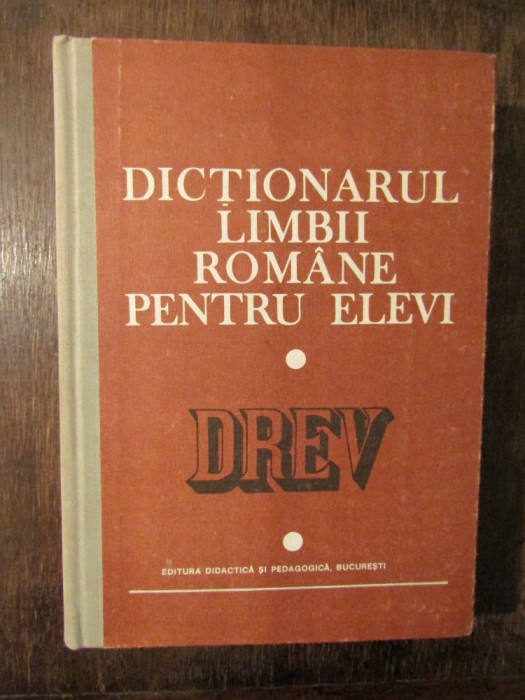 DICȚIONARUL
LIMBII
ROMÂNE
PENTRU ELEVI
DREV
EDITURA DIDACTICĂ ȘI PEDAGOGICĂ, BUCUREȘTI